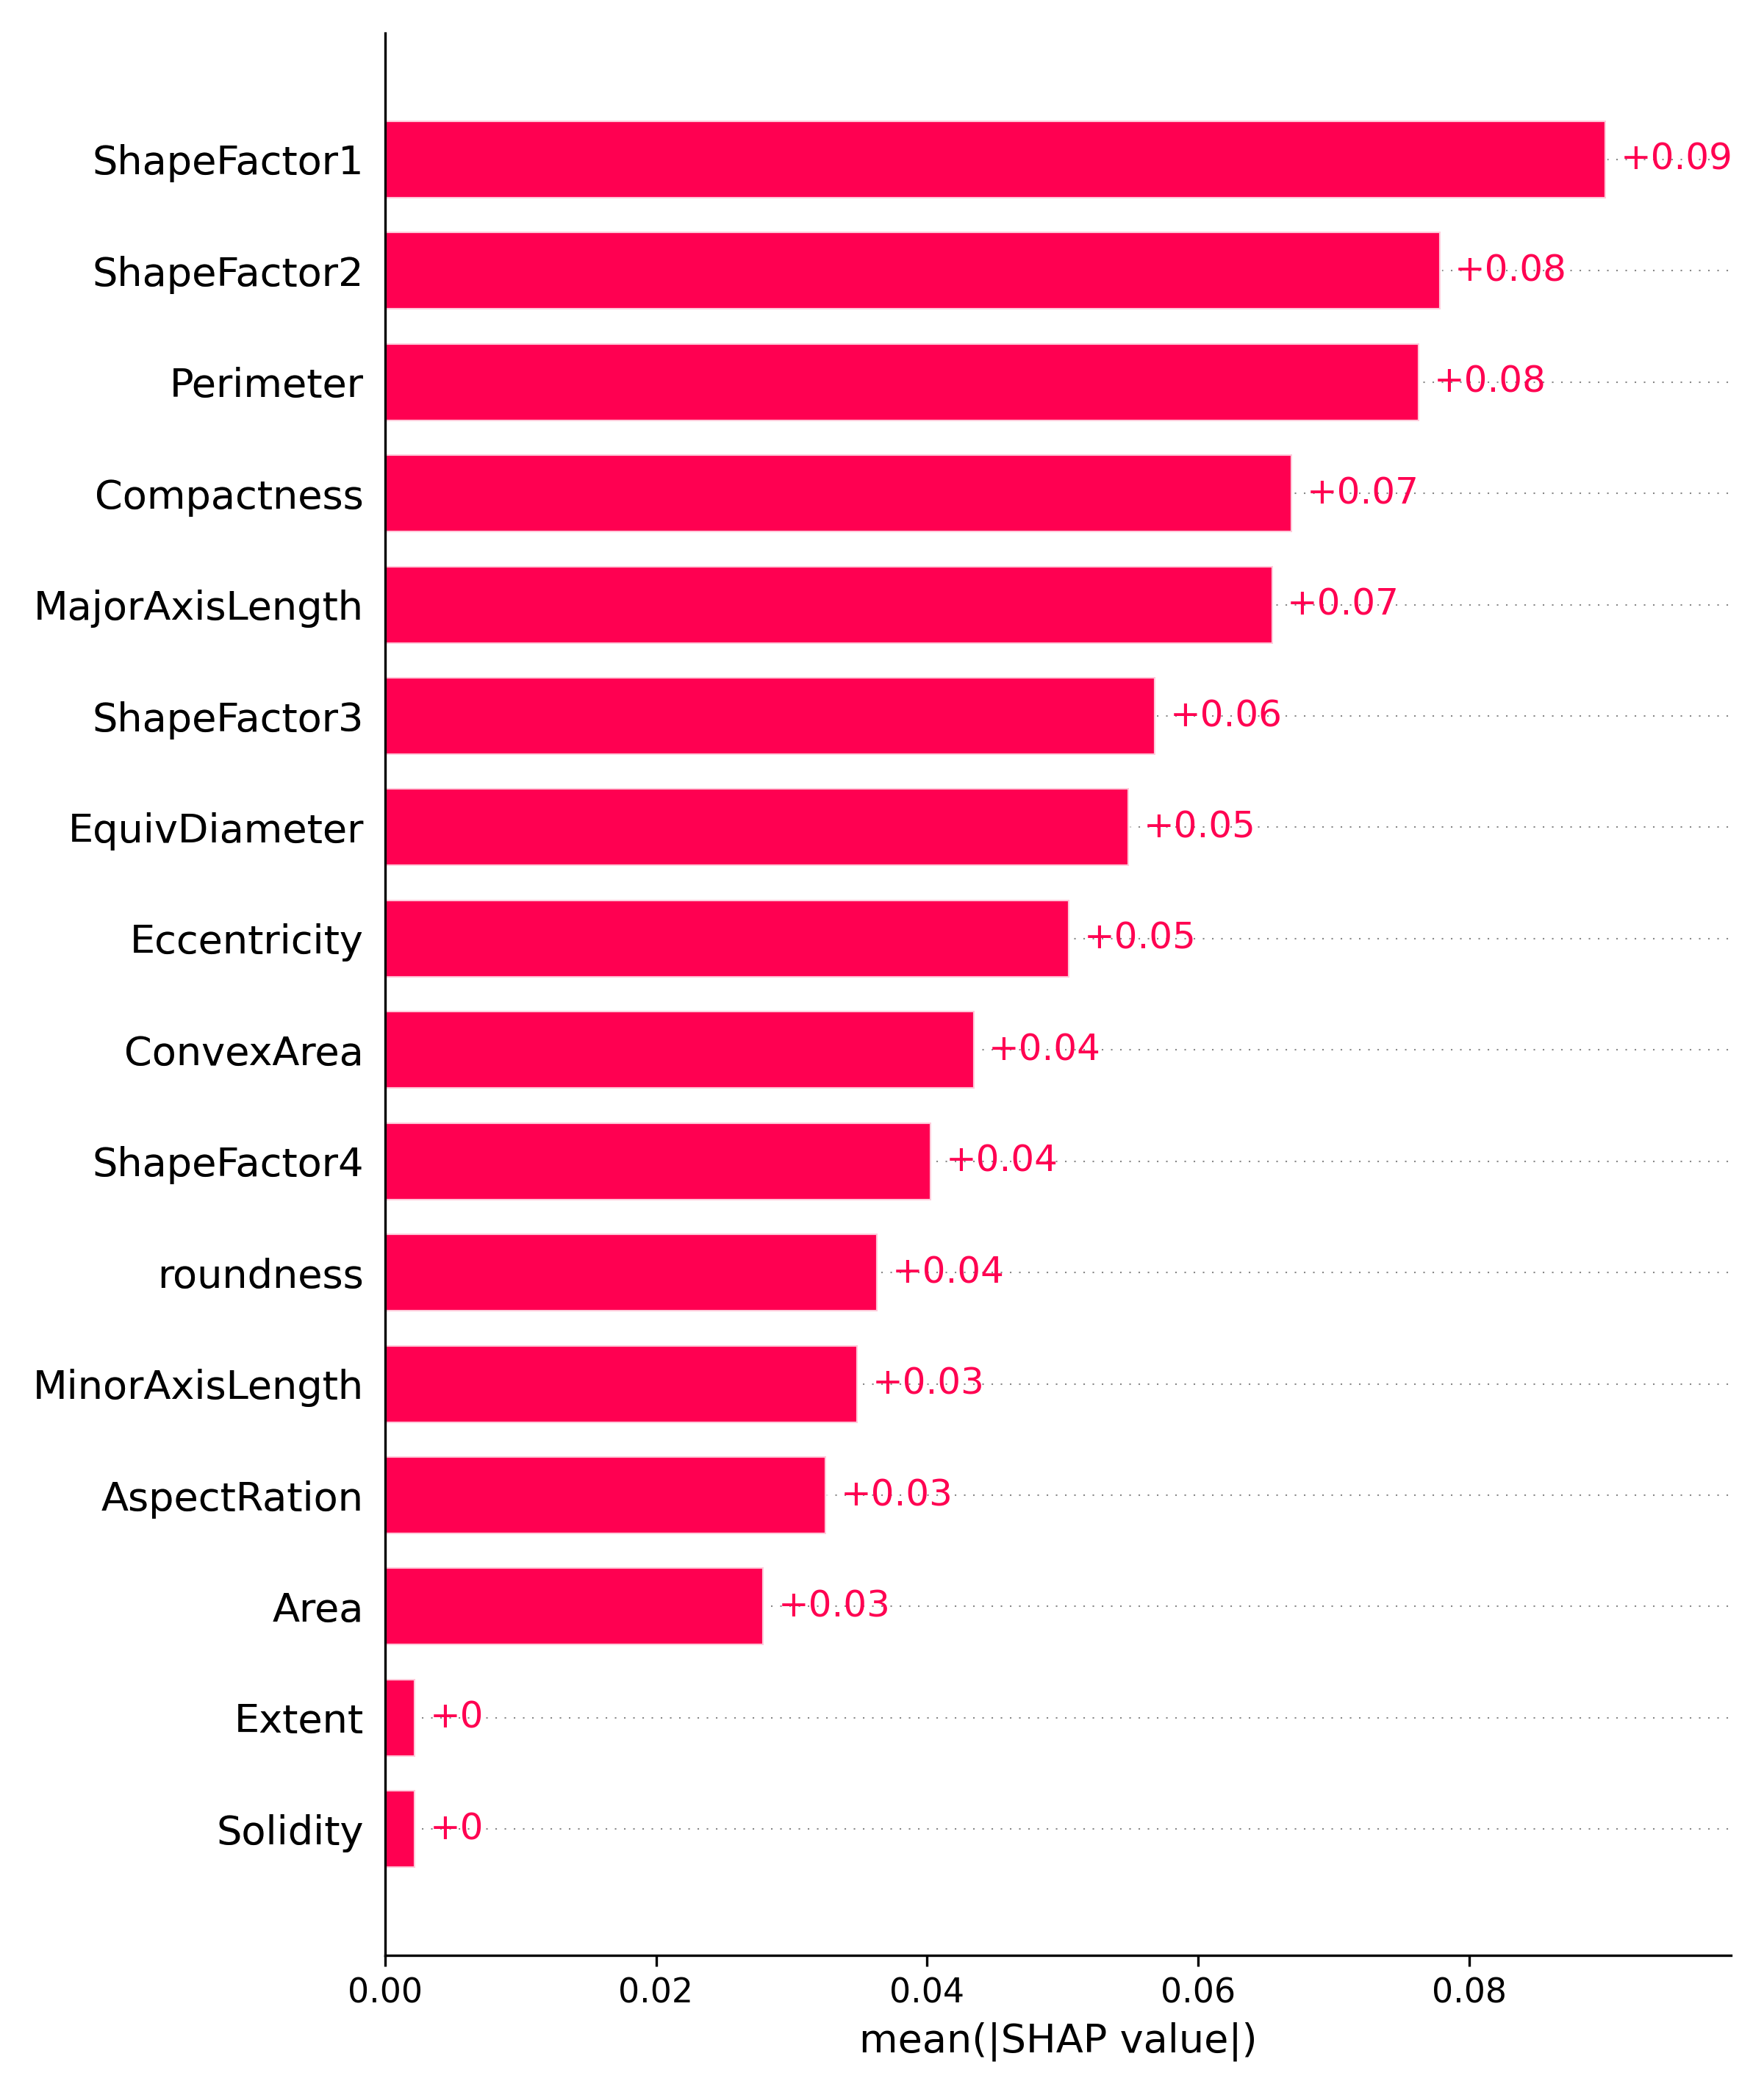 ShapeFactor1 +0.09
ShapeFactor2 +0.08
Perimeter +0.08
Compactness +0.07
MajorAxisLength +0.07
ShapeFactor3 +0.06
EquivDiameter +0.05
Eccentricity +0.05
ConvexArea +0.04
ShapeFactor4 +0.04
roundness +0.04
MinorAxisLength +0.03
AspectRation +0.03
Area +0.03
Extent +0
Solidity +0
0.00 0.02 0.04 0.06 0.08
mean(|SHAP value|)